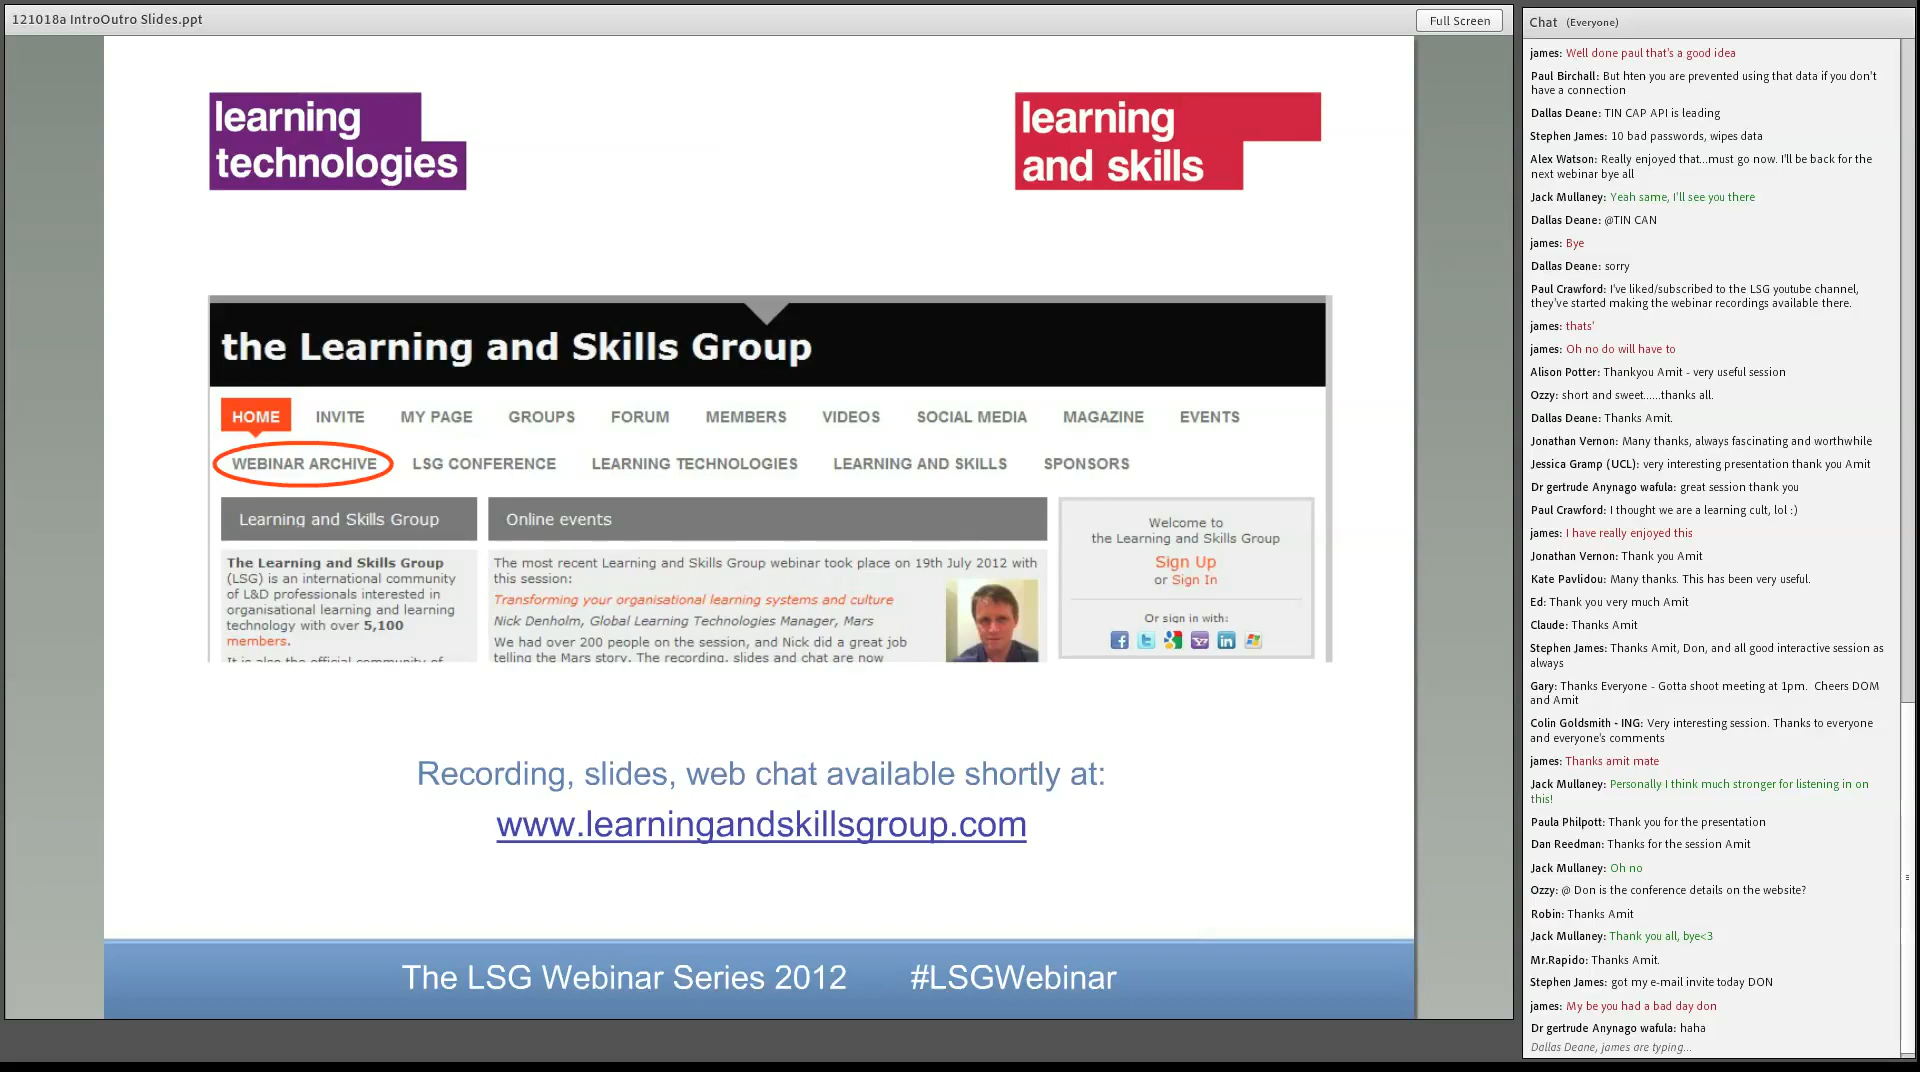 121018a IntroOutro Slides.ppt
Full Screen
learning
technologies
learning
and skills
the Learning and Skills Group
HOME INVITE MY PAGE GROUPS FORUM MEMBERS VIDEOS SOCIAL MEDIA MAGAZINE EVENTS
WEBINAR ARCHIVE LSG CONFERENCE LEARNING TECHNOLOGIES LEARNING AND SKILLS SPONSORS
Learning and Skills Group
The Learning and Skills Group
(LSG) is an international community
of L&D professionals interested in
organisational learning and learning
technology with over 5,100
members.
It is also the official community of
Online events
The most recent Learning and Skills Group webinar took place on 19th July 2012 with
this session:
Transforming your organisational learning systems and culture
Nick Denholm, Global Learning Technologies Manager, Mars
We had over 200 people on the session, and Nick did a great job
telling the Mars story. The recording, slides and chat are now
Welcome to
the Learning and Skills Group
Sign Up
or Sign In
Or sign in with:
Recording, slides, web chat available shortly at:
www.learningandskillsgroup.com
The LSG Webinar Series 2012 #LSGWebinar
Chat (Everyone)
james: Well done paul that's a good idea
Paul Birchall: But hten you are prevented using that data if you don't
have a connection
Dallas Deane: TIN CAP API is leading
Stephen James: 10 bad passwords, wipes data
Alex Watson: Really enjoyed that...must go now. I'll be back for the
next webinar bye all
Jack Mullaney: Yeah same, I'll see you there
Dallas Deane: @TIN CAN
james: Bye
Dallas Deane: sorry
Paul Crawford: I've liked/subscribed to the LSG youtube channel,
they've started making the webinar recordings available there.
james: thats'
james: Oh no do will have to
Alison Potter: Thankyou Amit - very useful session
Ozzy: short and sweet......thanks all.
Dallas Deane: Thanks Amit.
Jonathan Vernon: Many thanks, always fascinating and worthwhile
Jessica Gramp (UCL): very interesting presentation thank you Amit
Dr gertrude Anynago wafula: great session thank you
Paul Crawford: I thought we are a learning cult, lol :)
james: I have really enjoyed this
Jonathan Vernon: Thank you Amit
Kate Pavlidou: Many thanks. This has been very useful.
Ed: Thank you very much Amit
Claude: Thanks Amit
Stephen James: Thanks Amit, Don, and all good interactive session as
always
Gary: Thanks Everyone - Gotta shoot meeting at 1pm. Cheers DOM
and Amit
Colin Goldsmith - ING: Very interesting session. Thanks to everyone
and everyone's comments
james: Thanks amit mate
Jack Mullaney: Personally I think much stronger for listening in on
this!
Paula Philpott: Thank you for the presentation
Dan Reedman: Thanks for the session Amit
Jack Mullaney: Oh no
Ozzy: @ Don is the conference details on the website?
Robin: Thanks Amit
Jack Mullaney: Thank you all, bye<3
Mr.Rapido: Thanks Amit.
Stephen James: got my e-mail invite today DON
james: My be you had a bad day don
Dr gertrude Anynago wafula: haha
Dallas Deane, james are typing...